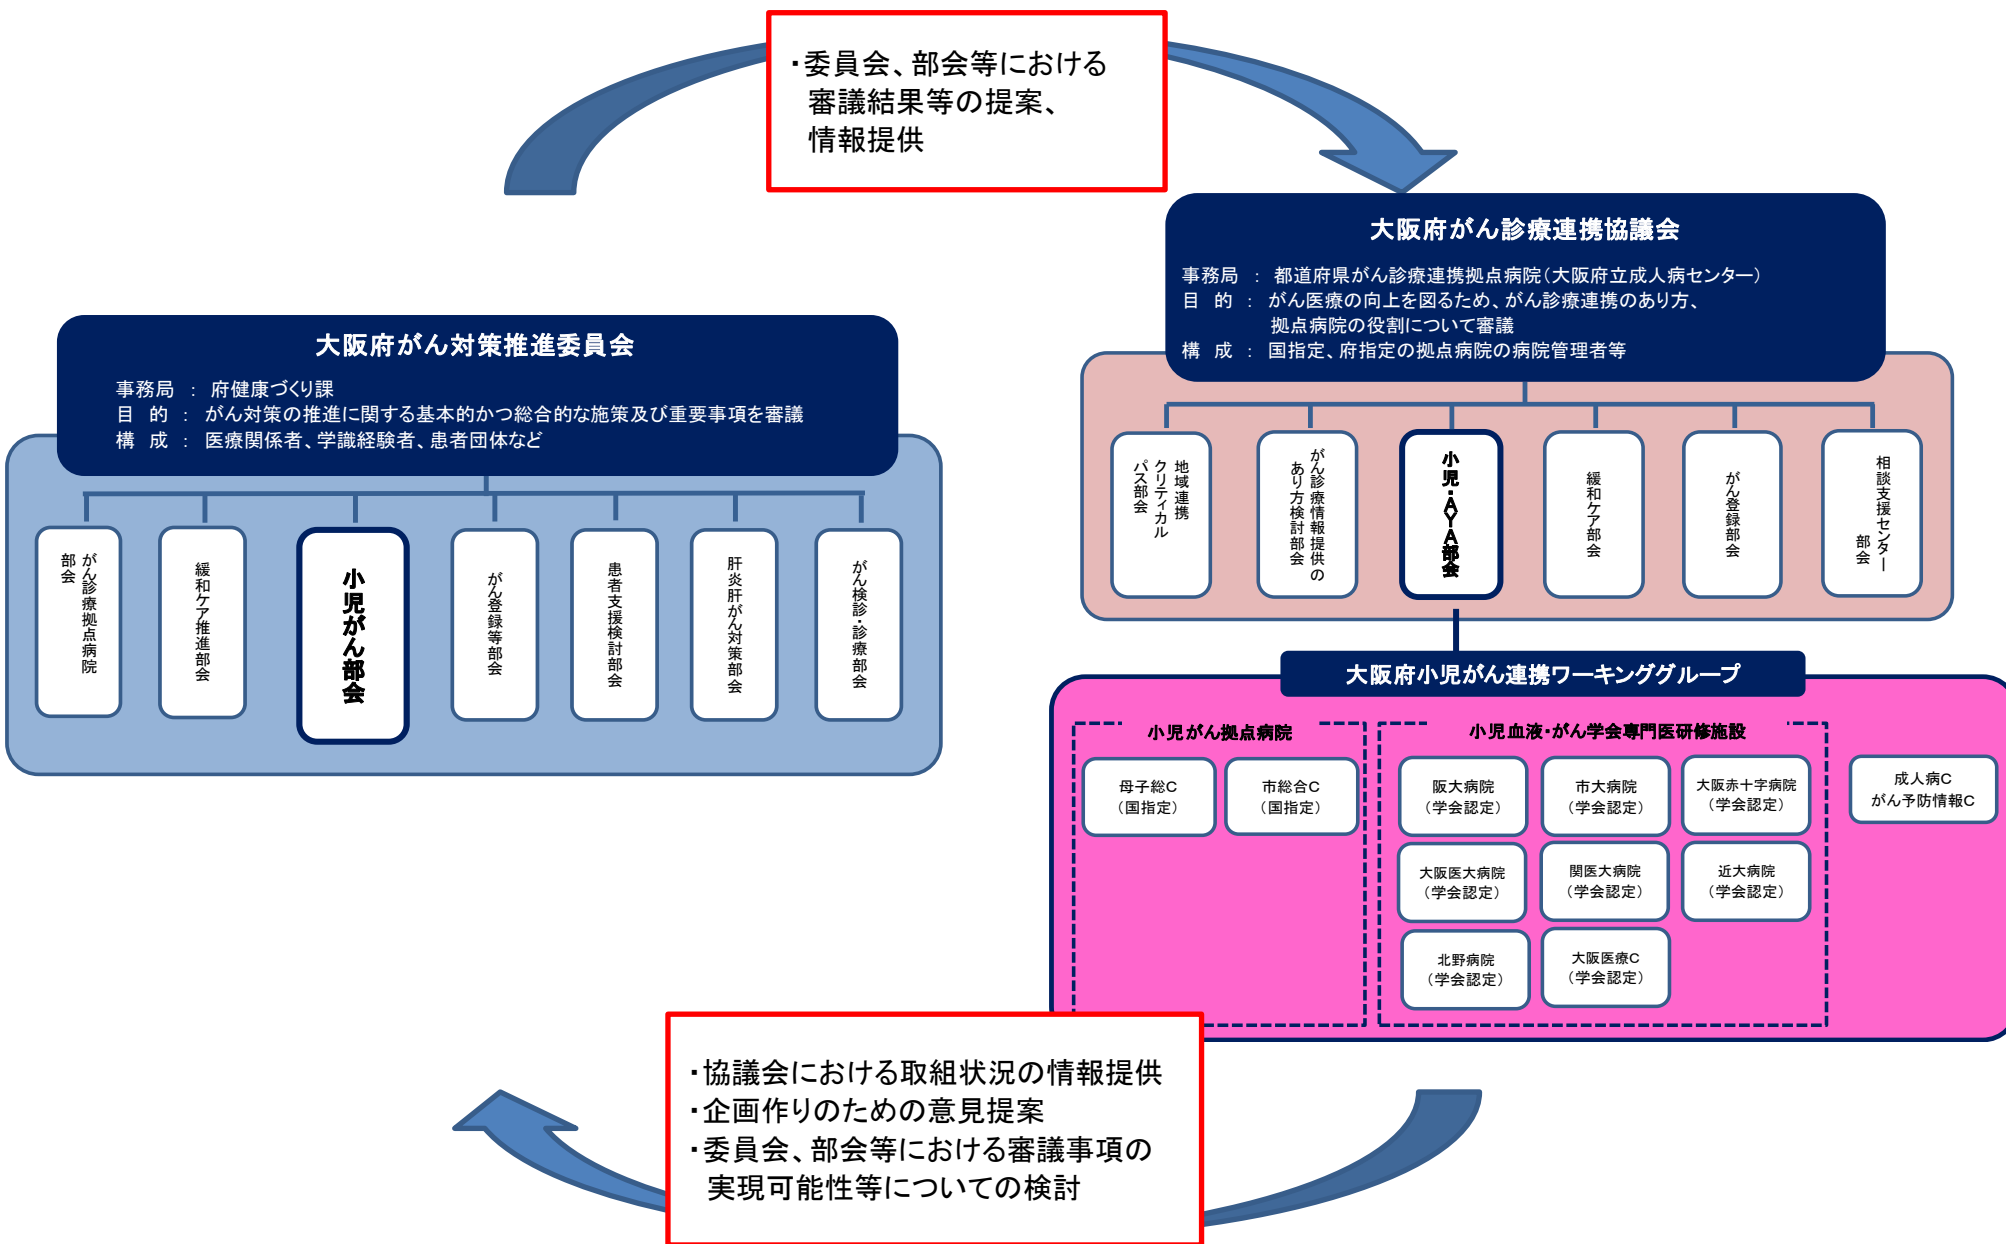 ・委員会、部会等における
審議結果等の提案、
情報提供
大阪府がん診療連携協議会
事務局 : 都道府県がん診療連携拠点病院(大阪府立成人病センター)
目 的 : がん医療の向上を図るため、がん診療連携のあり方、
拠点病院の役割について審議
構 成 : 国指定、府指定の拠点病院の病院管理者等
地域連携
クリティカル
パス部会
がん診療情報提供の
あり方検討部会
小児・AYA部会
緩和ケア部会
がん登録部会
相談支援センター
部会
大阪府がん対策推進委員会
事務局 : 府健康づくり課
目 的 : がん対策の推進に関する基本的かつ総合的な施策及び重要事項を審議
構 成 : 医療関係者、学識経験者、患者団体など
がん診療拠点病院
部会
緩和ケア推進部会
小児がん部会
がん登録等部会
患者支援検討部会
肝炎肝がん対策部会
がん検診・診療部会
大阪府小児がん連携ワーキンググループ
小児がん拠点病院
母子総C
(国指定)
市総合C
(国指定)
小児血液・がん学会専門医研修施設
阪大病院
(学会認定)
市大病院
(学会認定)
大阪赤十字病院
(学会認定)
大阪医大病院
(学会認定)
関医大病院
(学会認定)
近大病院
(学会認定)
北野病院
(学会認定)
大阪医療C
(学会認定)
成人病C
がん予防情報C
・協議会における取組状況の情報提供
・企画作りのための意見提案
・委員会、部会等における審議事項の
実現可能性等についての検討